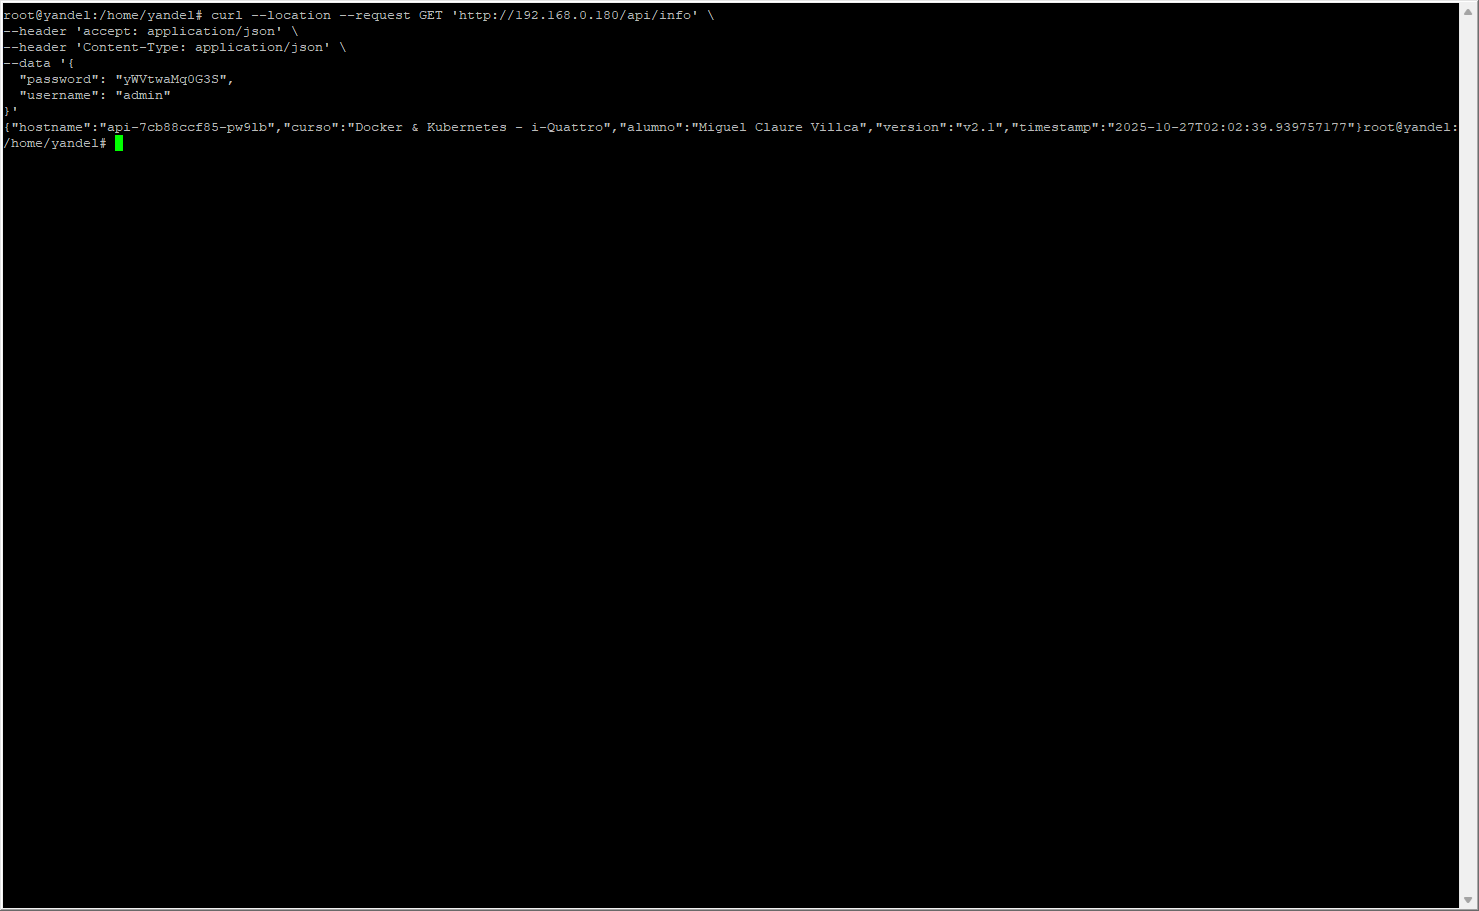 root@yandel:/home/yandel# curl --location --request GET 'http://192.168.0.180/api/info' \
--header 'accept: application/json' \
--header 'Content-Type: application/json' \
--data '{
  "password": "yWVtwaMq0G3S",
  "username": "admin"
}'
{"hostname":"api-7cb88ccf85-pw9lb","curso":"Docker & Kubernetes - i-Quattro","alumno":"Miguel Claure Villca","version":"v2.1","timestamp":"2025-10-27T02:02:39.939757177"}root@yandel:
/home/yandel#